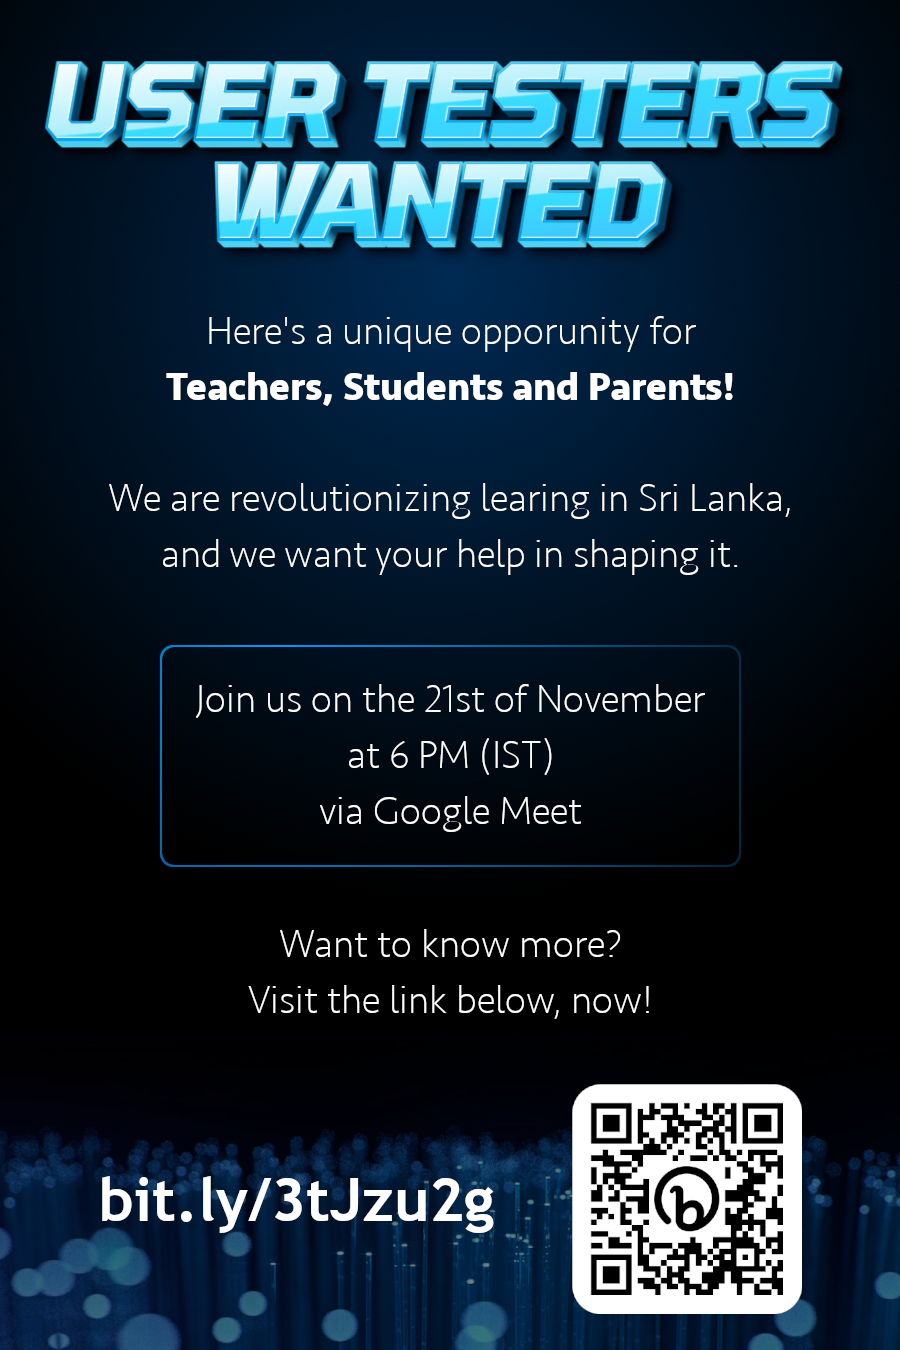 USER TESTERS
WANTED
Here's a unique opporunity for
Teachers, Students and Parents!
We are revolutionizing learing in Sri Lanka,
and we want your help in shaping it.
Join us on the 21st of November
at 6 PM (IST)
via Google Meet
Want to know more?
Visit the link below, now!
bit.ly/3tJzu2g
b